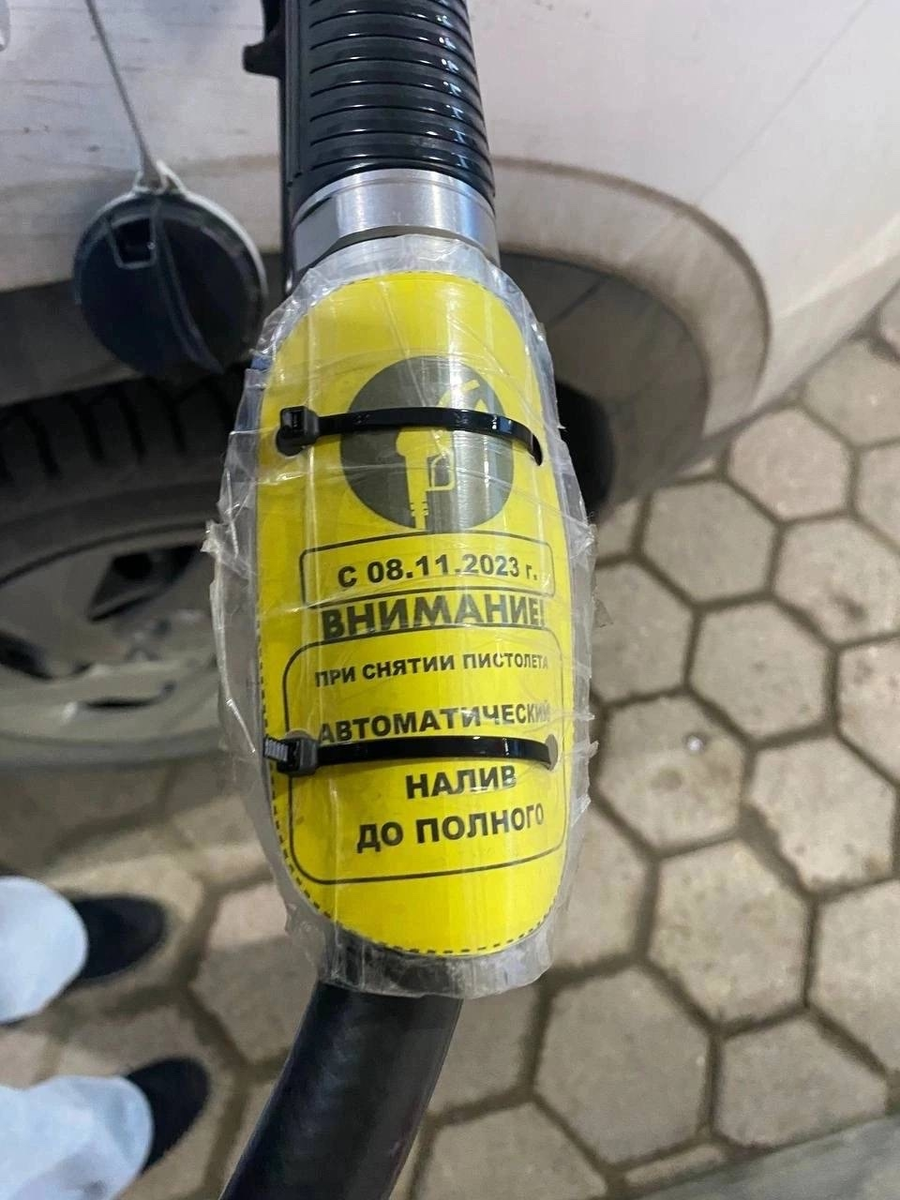 С 08.11.2023 г.
ВНИМАНИЕ!
ПРИ СНЯТИИ ПИСТОЛЕТА
АВТОМАТИЧЕСКИЙ
НАЛИВ
ДО ПОЛНОГО